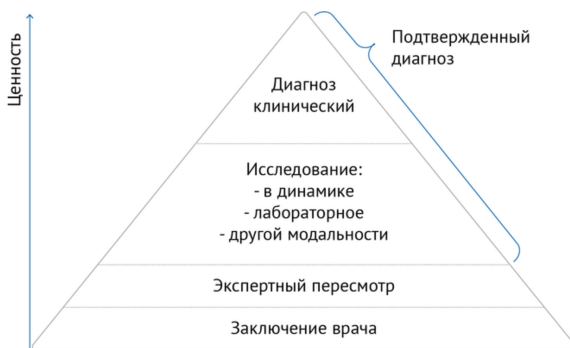 Ценность
Подтвержденный
диагноз
Диагноз
клинический
Исследование:
- в динамике
- лабораторное
- другой модальности
Экспертный пересмотр
Заключение врача